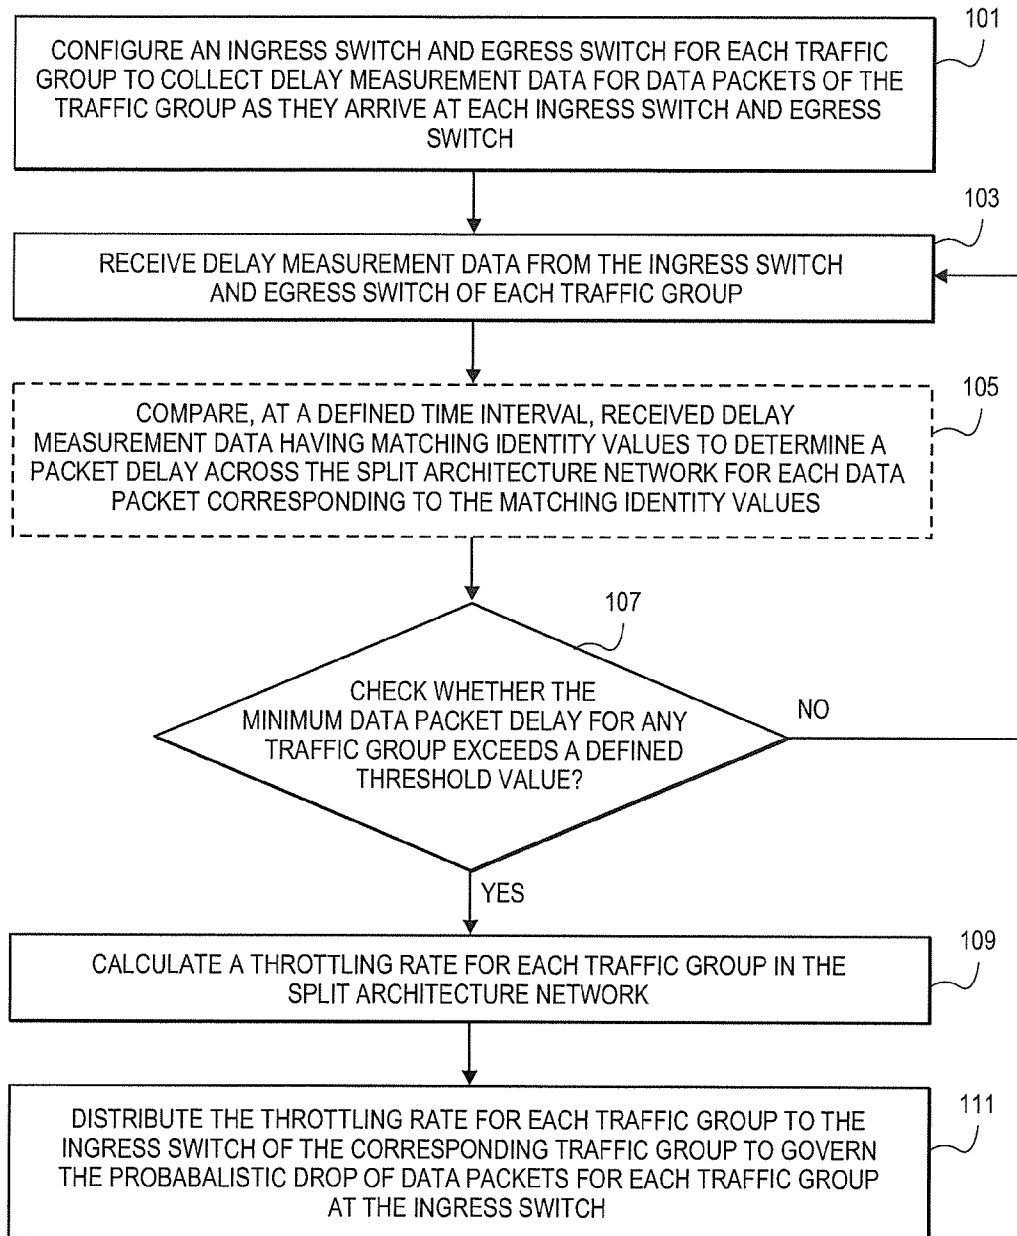 101
CONFIGURE AN INGRESS SWITCH AND EGRESS SWITCH FOR EACH TRAFFIC
GROUP TO COLLECT DELAY MEASUREMENT DATA FOR DATA PACKETS OF THE
TRAFFIC GROUP AS THEY ARRIVE AT EACH INGRESS SWITCH AND EGRESS
SWITCH
103
RECEIVE DELAY MEASUREMENT DATA FROM THE INGRESS SWITCH
AND EGRESS SWITCH OF EACH TRAFFIC GROUP
105
COMPARE, AT A DEFINED TIME INTERVAL, RECEIVED DELAY
MEASUREMENT DATA HAVING MATCHING IDENTITY VALUES TO DETERMINE A
PACKET DELAY ACROSS THE SPLIT ARCHITECTURE NETWORK FOR EACH DATA
PACKET CORRESPONDING TO THE MATCHING IDENTITY VALUES
107
CHECK WHETHER THE
MINIMUM DATA PACKET DELAY FOR ANY
TRAFFIC GROUP EXCEEDS A DEFINED
THRESHOLD VALUE?
NO
YES
109
CALCULATE A THROTTLING RATE FOR EACH TRAFFIC GROUP IN THE
SPLIT ARCHITECTURE NETWORK
111
DISTRIBUTE THE THROTTLING RATE FOR EACH TRAFFIC GROUP TO THE
INGRESS SWITCH OF THE CORRESPONDING TRAFFIC GROUP TO GOVERN
THE PROBABALISTIC DROP OF DATA PACKETS FOR EACH TRAFFIC GROUP
AT THE INGRESS SWITCH